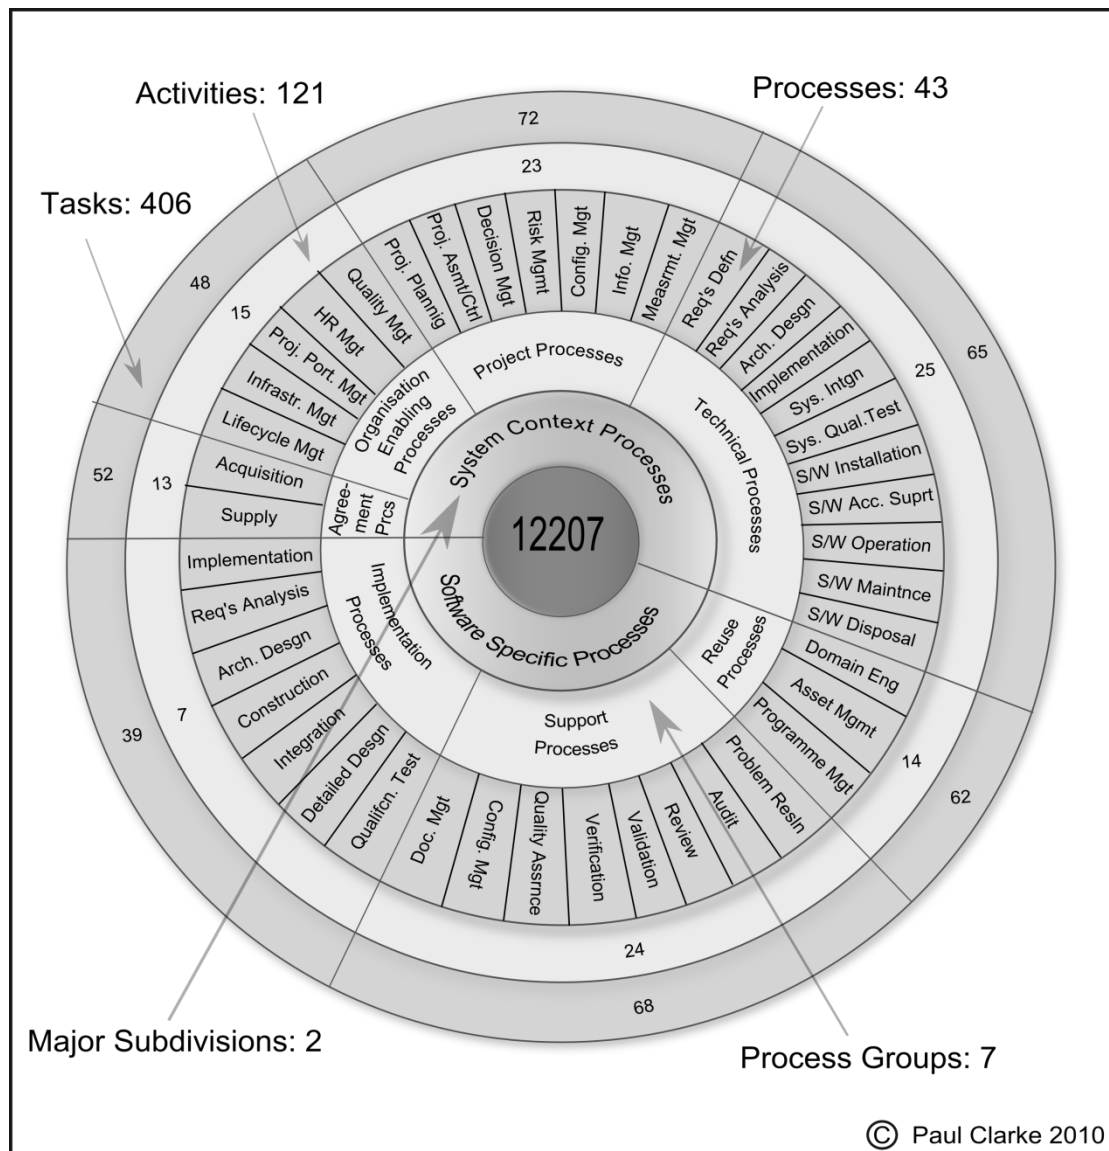 Activities: 121
Processes: 43
Tasks: 406
72
23
65
25
62
14
68
24
39
7
52
13
48
15
Proj. Plannig
Proj. Asmt/Ctrl
Decision Mgt
Risk Mgmt
Config. Mgt
Info. Mgt
Measrmt. Mgt
Req's Defn
Req's Analysis
Arch. Desgn
Implementation
Sys. Intgn
Sys. Qual.Test
S/W Installation
S/W Acc. Suprt
S/W Operation
S/W Maintnce
S/W Disposal
Domain Eng
Asset Mgmt
Programme Mgt
Problem Resln
Audit
Review
Validation
Verification
Quality Assrnce
Config. Mgt
Doc. Mgt
Qualifcn. Test
Detailed Desgn
Integration
Construction
Arch. Desgn
Req's Analysis
Implementation
Supply
Acquisition
Lifecycle Mgt
Infrastr. Mgt
Proj. Port. Mgt
HR Mgt
Quality Mgt
Project Processes
Technical Processes
Reuse
Processes
Support
Processes
Implementation
Processes
Agree-
ment
Prcs
Organisation
Enabling
Processes
System Context Processes
12207
Software Specific Processes
Major Subdivisions: 2
Process Groups: 7
© Paul Clarke 2010